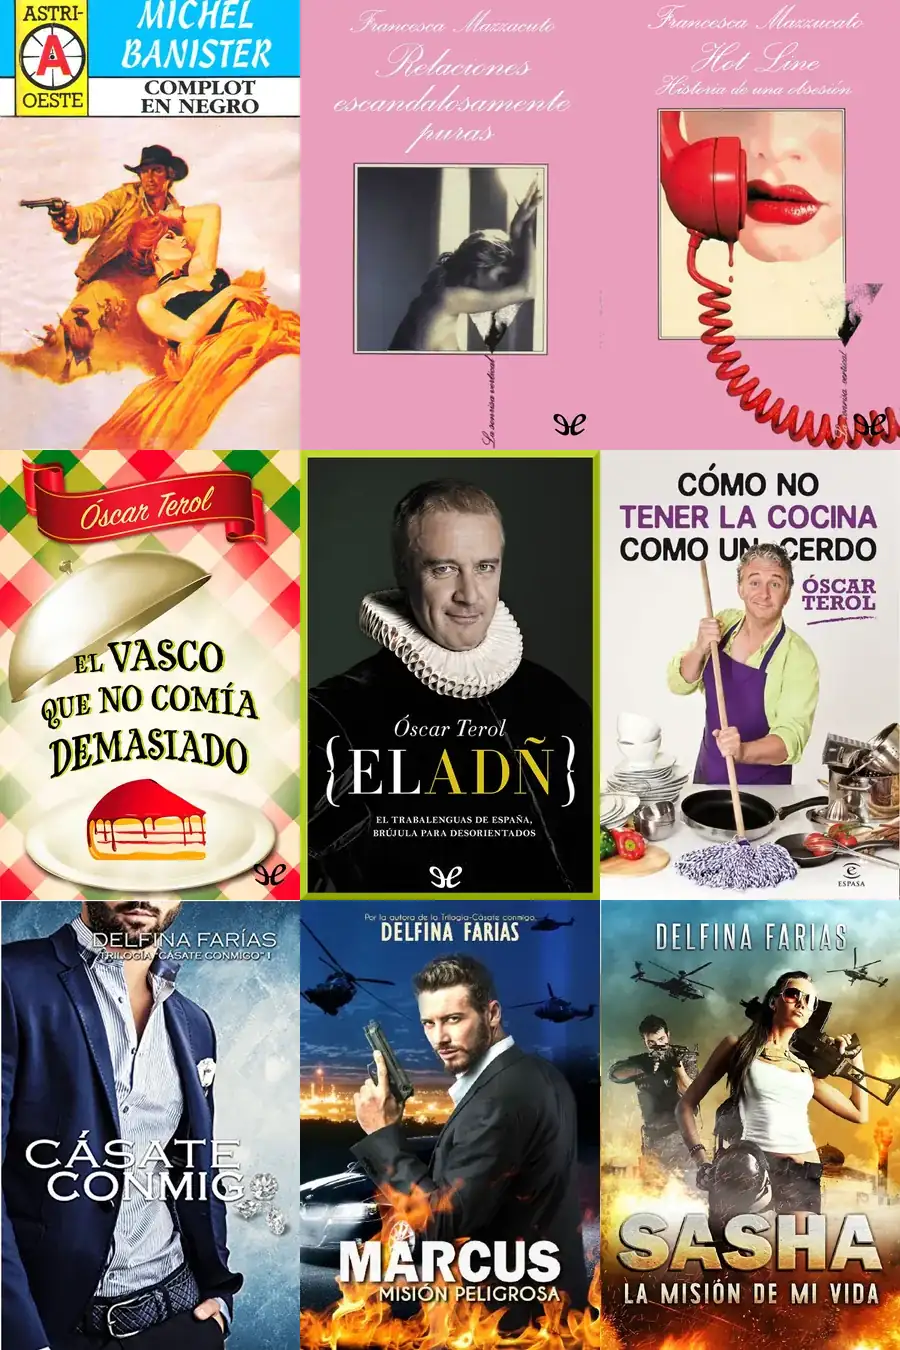 ASTRI-
A
OESTE
MICHEL
BANISTER
COMPLOT
EN NEGRO
Francesca Mazzacuto
Relaciones
escandalosamente
puras
La sonrisa vertical
Francesca Mazzucato
Hot Line
Historia de una obsesión
La sonrisa vertical
Óscar Terol
EL VASCO
QUE NO COMÍA
DEMASIADO
Óscar Terol
{EL ADÑ}
EL TRABALENGUAS DE ESPAÑA,
BRÚJULA PARA DESORIENTADOS
CÓMO NO
TENER LA COCINA
COMO UN CERDO
ÓSCAR
TEROL
ESPASA
DELFINA FARÍAS
TRILOGÍA "CÁSATE CONMIGO" 1
CÁSATE
CONMIG
Por la autora de la Trilogía-Cásate conmigo.
DELFINA FARIAS
MARCUS
MISIÓN PELIGROSA
DELFINA FARIAS
SASHA
LA MISIÓN DE MI VIDA